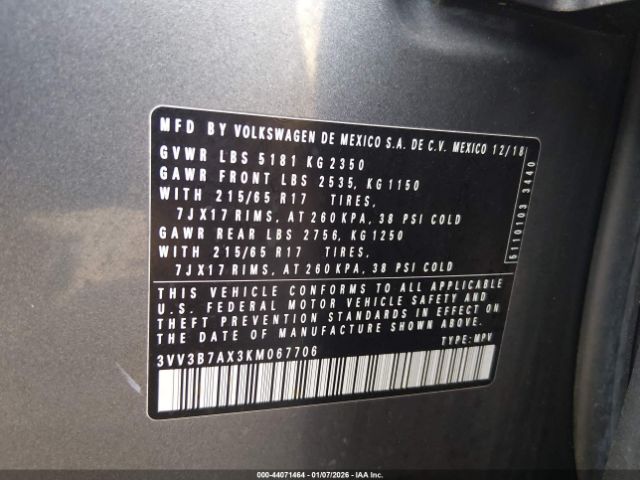 MFD BY VOLKSWAGEN DE MEXICO S.A. DE C.V. MEXICO 12/18
GVWR LBS 5181 KG 2350
GAWR FRONT LBS 2535, KG 1150
WITH 215/65 R17 TIRES,
7JX17 RIMS, AT 260 KPA, 38 PSI COLD
GAWR REAR LBS 2756, KG 1250
WITH 215/65 R17 TIRES,
7JX17 RIMS, AT 260 KPA, 38 PSI COLD
5110103 3440
THIS VEHICLE CONFORMS TO ALL APPLICABLE
U.S. FEDERAL MOTOR VEHICLE SAFETY AND
THEFT PREVENTION STANDARDS IN EFFECT ON
THE DATE OF MANUFACTURE SHOWN ABOVE.
3VV3B7AX3KM067706 TYPE: MPV
000-44071464 | 01/07/2026 | IAAI Inc.